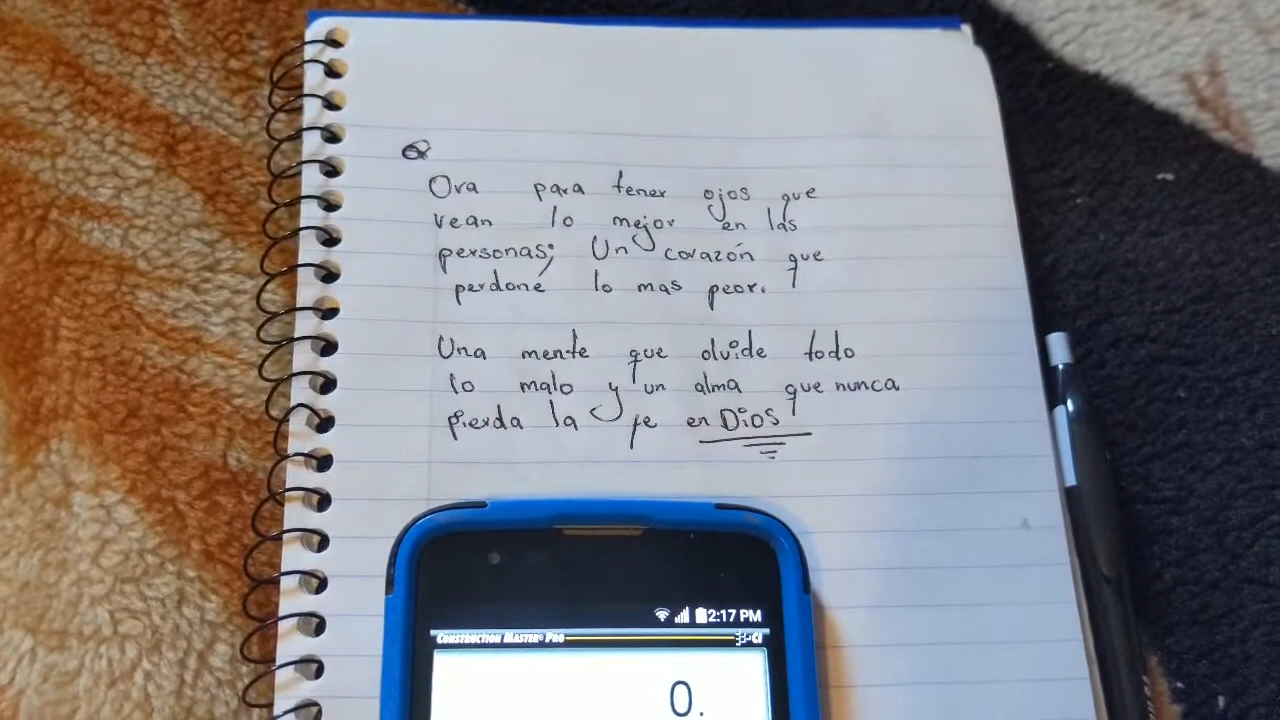 Ora para tener ojos que
vean lo mejor en las
personas; Un corazón que
perdone lo mas peor.
Una mente que olvide todo
lo malo y un alma que nunca
pierda la fe en DioS
2:17 PM
CONSTRUCTION MASTER® PRO
CI
0.